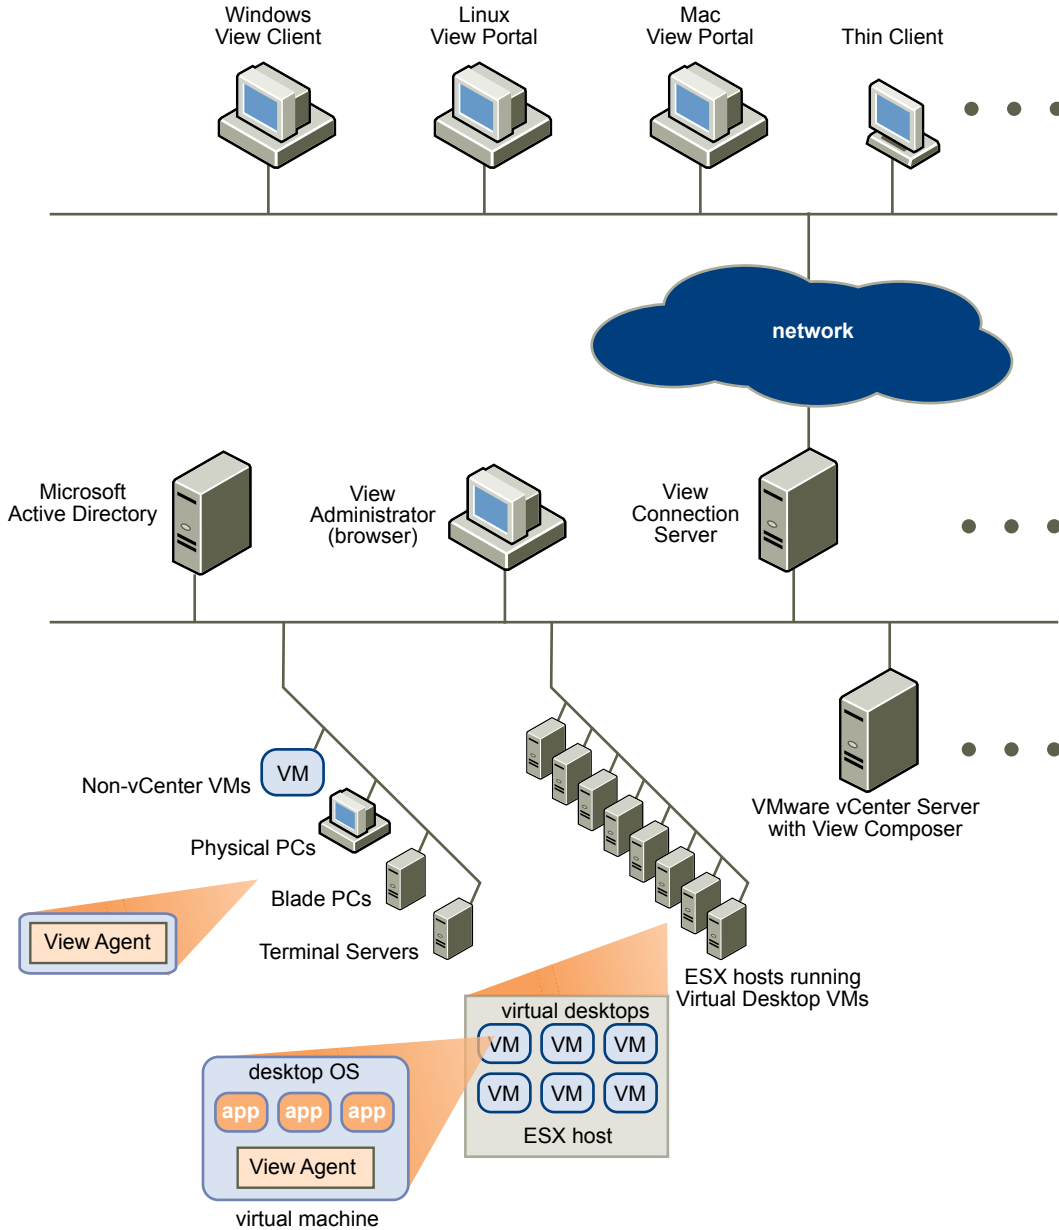 Windows
View Client
Linux
View Portal
Mac
View Portal
Thin Client
network
Microsoft
Active Directory
View
Administrator
(browser)
View
Connection
Server
VM
Non-vCenter VMs
Physical PCs
Blade PCs
Terminal Servers
View Agent
VMware vCenter Server
with View Composer
ESX hosts running
Virtual Desktop VMs
virtual desktops
VM VM VM
VM VM VM
ESX host
desktop OS
app app app
View Agent
virtual machine